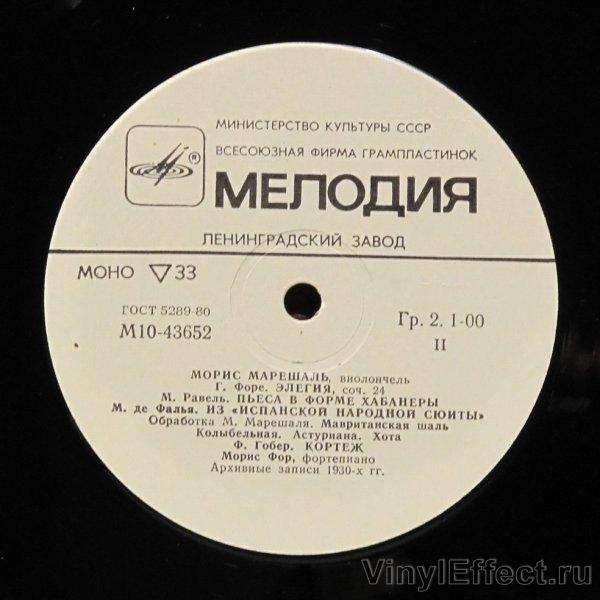 МИНИСТЕРСТВО КУЛЬТУРЫ СССР
ВСЕСОЮЗНАЯ ФИРМА ГРАМПЛАСТИНОК
®
МЕЛОДИЯ
ЛЕНИНГРАДСКИЙ ЗАВОД
МОНО ▽33
ГОСТ 5289-80
М10-43652
Гр. 2. 1-00
II
МОРИС МАРЕШАЛЬ, виолончель
Г. Форе. ЭЛЕГИЯ, соч. 24
М. Равель. ПЬЕСА В ФОРМЕ ХАБАНЕРЫ
М. де Фалья. ИЗ «ИСПАНСКОЙ НАРОДНОЙ СЮИТЫ»
Обработка М. Марешаля. Мавританская шаль
Колыбельная. Астуриана. Хота
Ф. Гобер. КОРТЕЖ
Морис Фор, фортепиано
Архивные записи 1930-х гг.
VinylEffect.ru